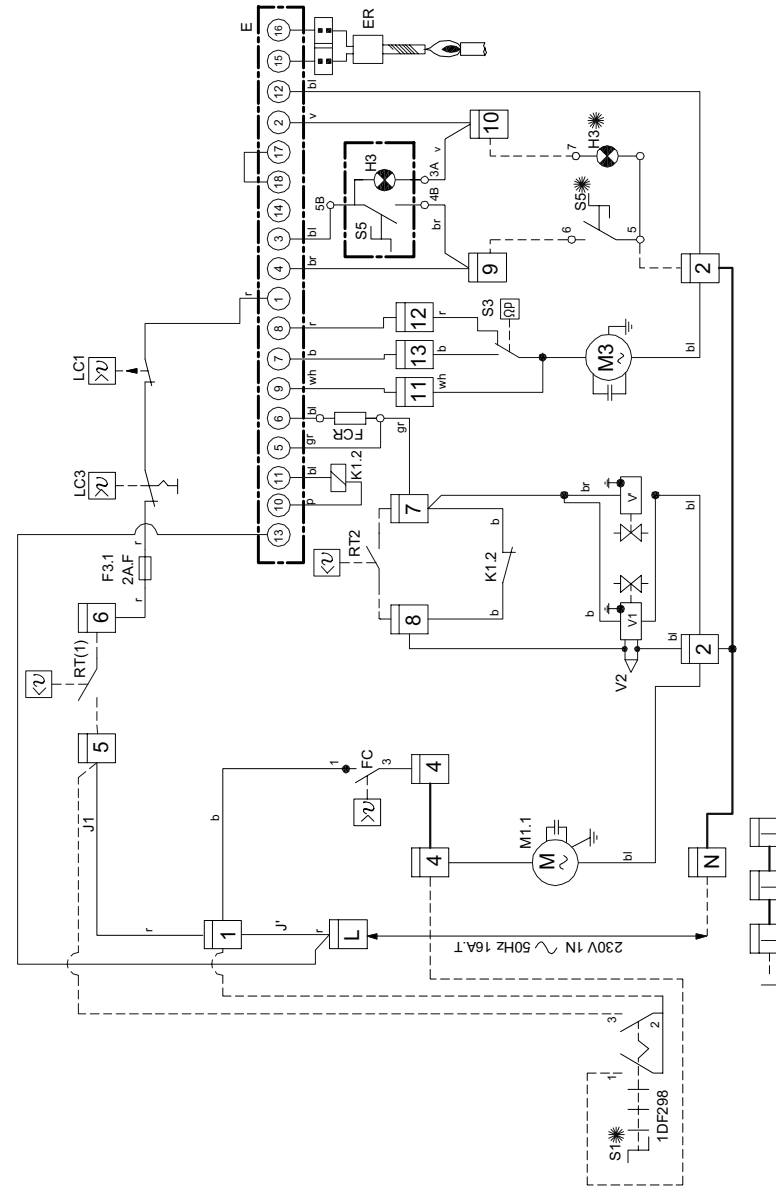 E
16
15
12
2
17
18
14
3
4
1
8
7
9
6
5
11
10
13
ER
bl
v
bl
br
r
r
b
wh
bl
gr
bl
p
LC1
>υ
LC3
>υ
F3.1
2A.F
r
r
6
RT(1)
<υ
5
J1
r
1
J'
r
L
b
1
FC
3
>υ
4
4
M1.1
M
bl
230V 1N 50Hz 16A.T
N
S1
1DF298
1
2
3
FCR
gr
K1.2
7
RT2
<υ
8
b
K1.2
b
br
V'
b
V1
V2
bl
bl
2
12
r
13
b
11
wh
S3
ΩP
M3
bl
5B
H3
S5
3A
v
4B
br
10
9
7
H3
S5
6
5
2